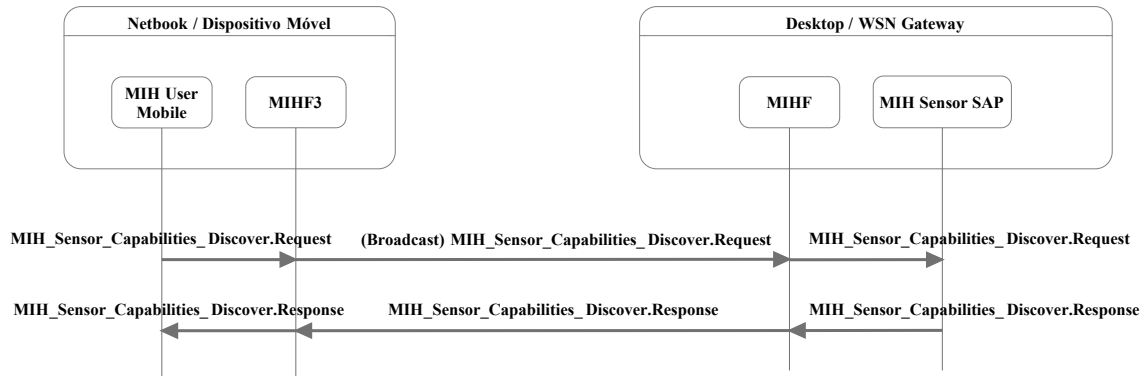 Netbook / Dispositivo Móvel
Desktop / WSN Gateway
MIH User
Mobile
MIHF3
MIHF
MIH Sensor SAP
MIH_Sensor_Capabilities_ Discover.Request
(Broadcast) MIH_Sensor_Capabilities_ Discover.Request
MIH_Sensor_Capabilities_ Discover.Request
MIH_Sensor_Capabilities_ Discover.Response
MIH_Sensor_Capabilities_ Discover.Response
MIH_Sensor_Capabilities_ Discover.Response